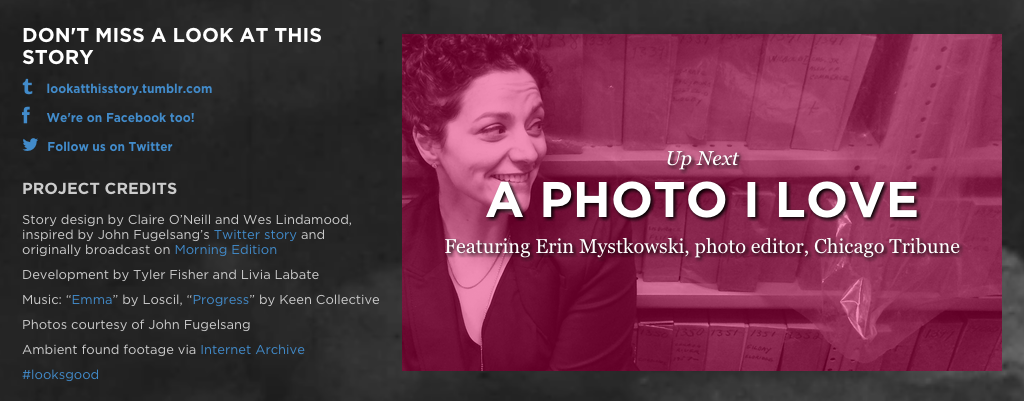 DON'T MISS A LOOK AT THIS
STORY
lookatthisstory.tumblr.com
We're on Facebook too!
Follow us on Twitter
PROJECT CREDITS
Story design by Claire O’Neill and Wes Lindamood,
inspired by John Fugelsang’s Twitter story and
originally broadcast on Morning Edition
Development by Tyler Fisher and Livia Labate
Music: “Emma” by Loscil, “Progress” by Keen Collective
Photos courtesy of John Fugelsang
Ambient found footage via Internet Archive
#looksgood
Up Next
A PHOTO I LOVE
Featuring Erin Mystkowski, photo editor, Chicago Tribune